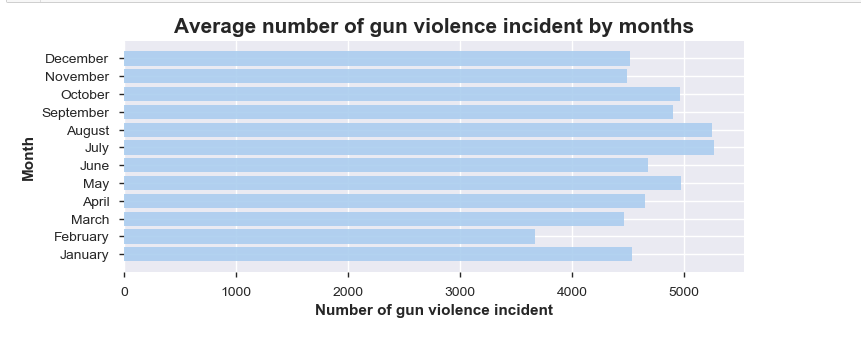 Average number of gun violence incident by months
December
November
October
September
August
July
June
May
April
March
February
January
Month
0 1000 2000 3000 4000 5000
Number of gun violence incident